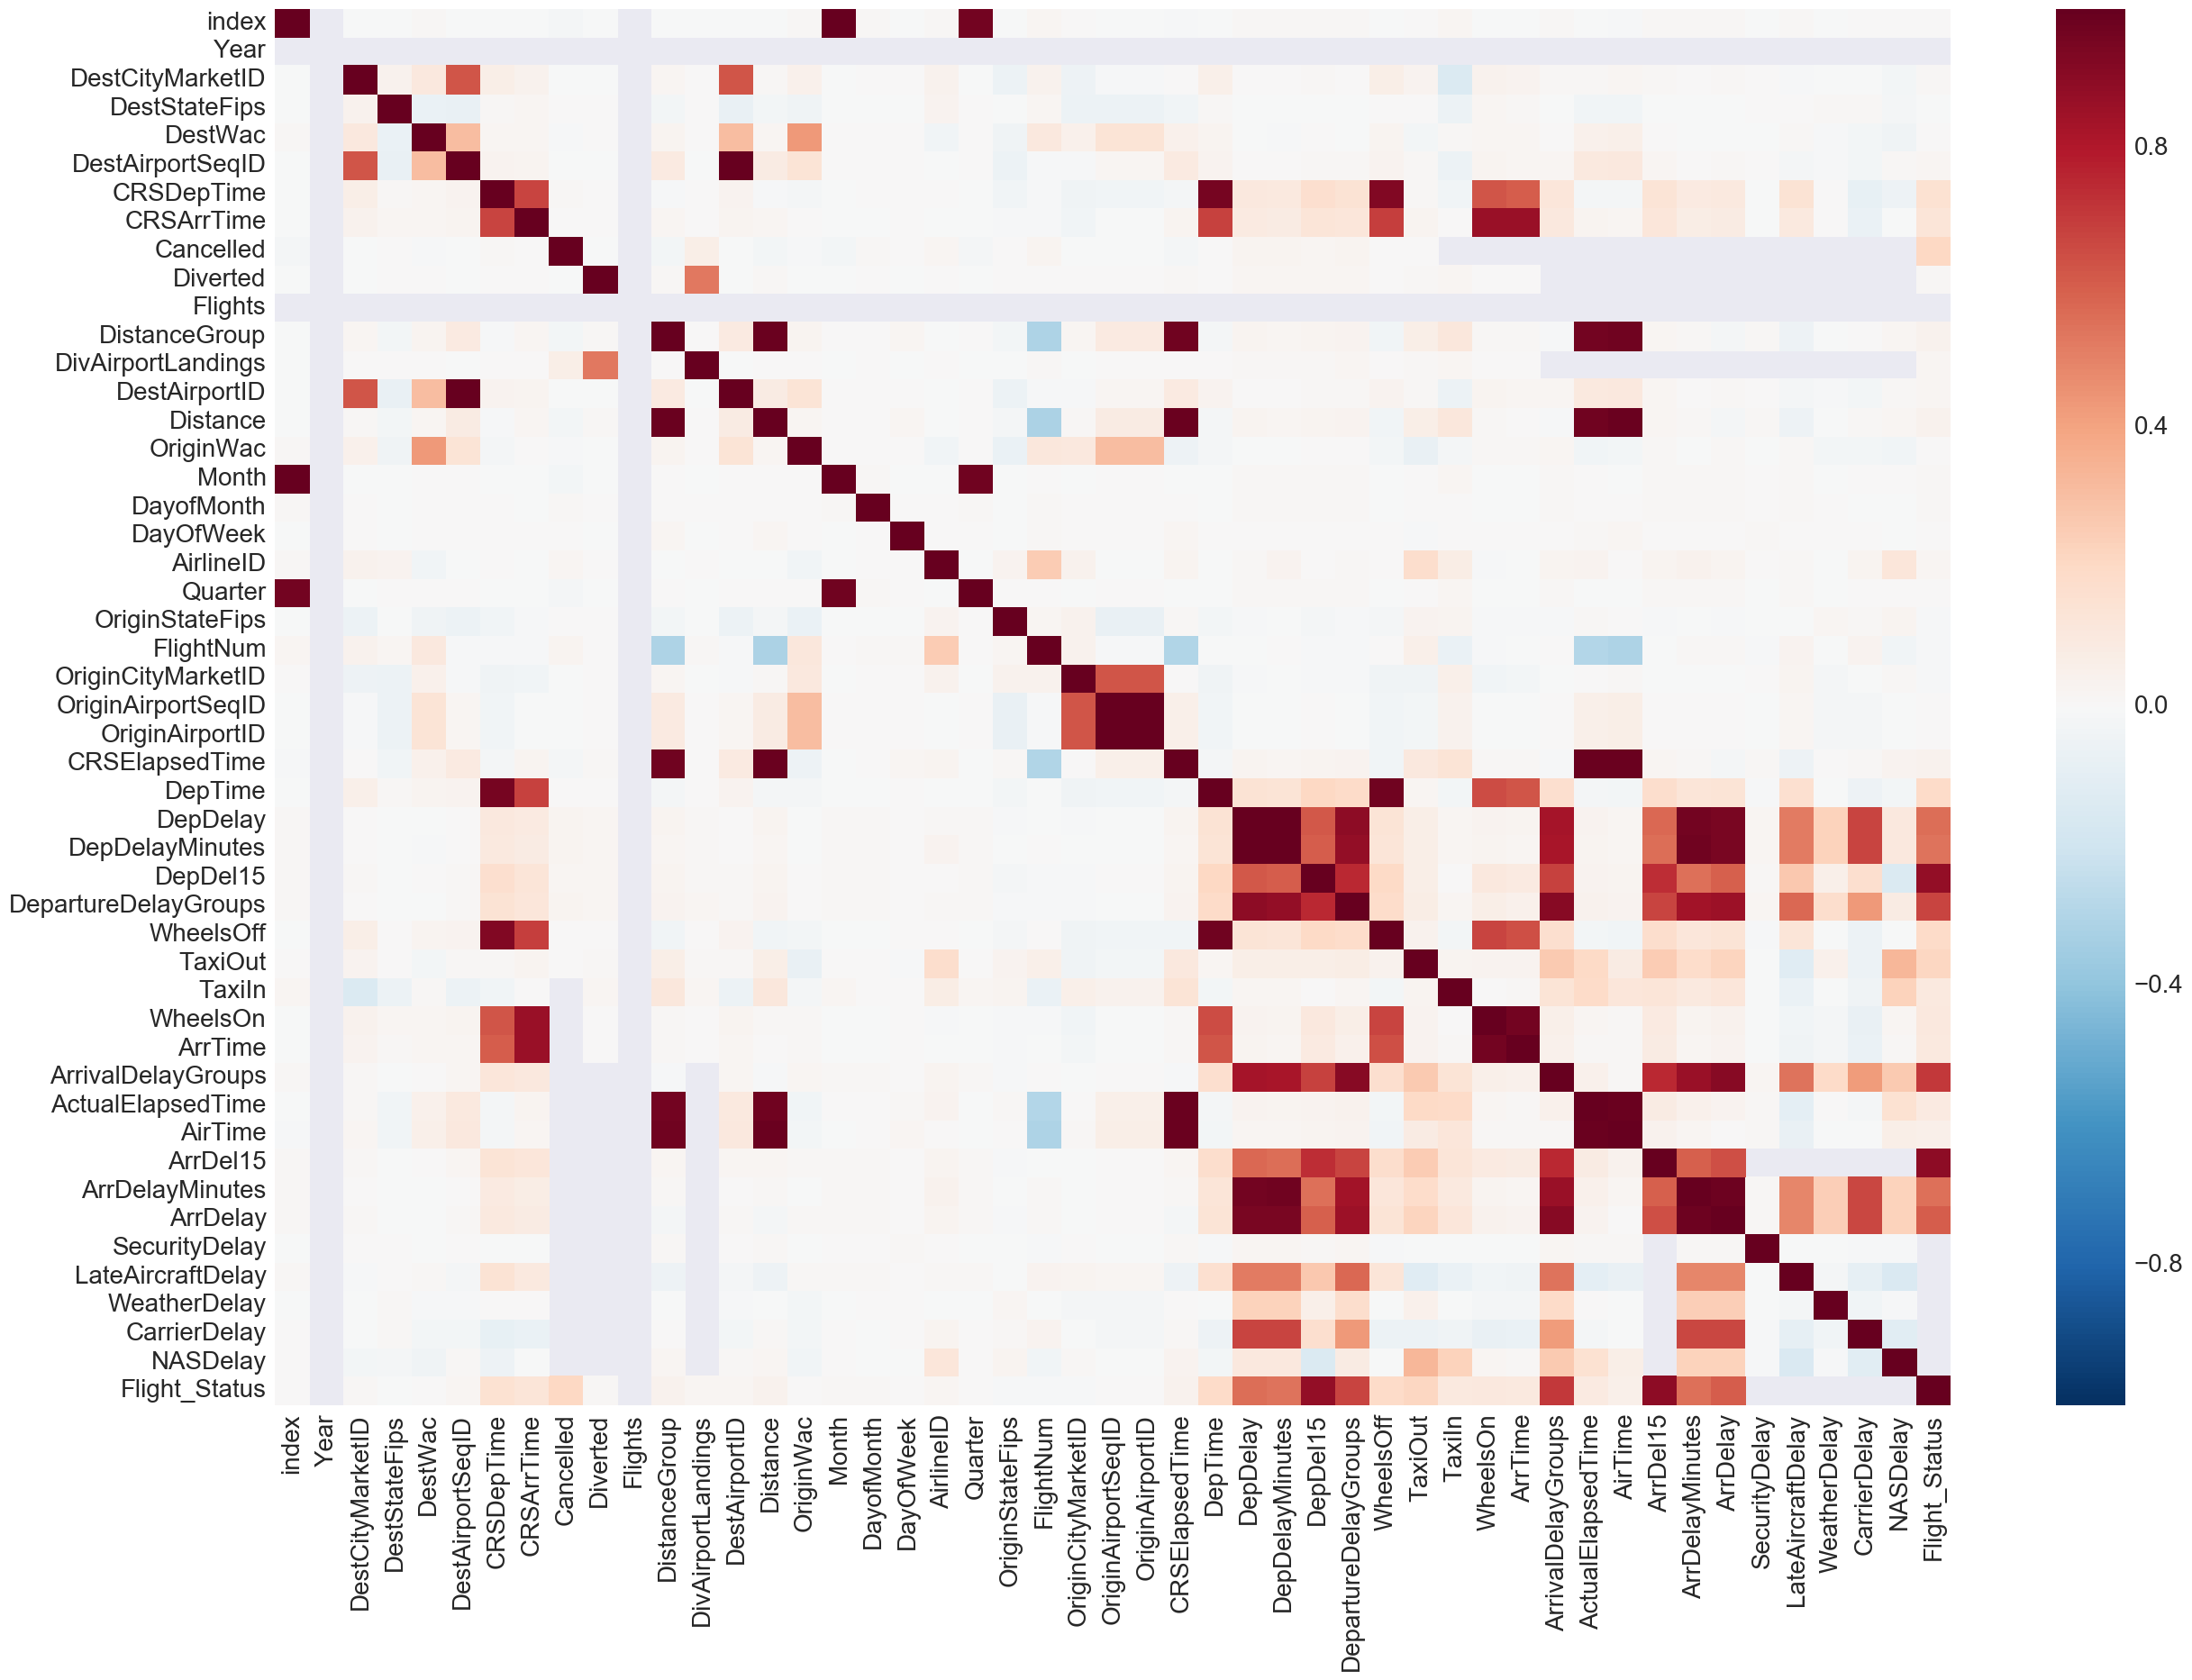 index
Year
DestCityMarketID
DestStateFips
DestWac
DestAirportSeqID
CRSDepTime
CRSArrTime
Cancelled
Diverted
Flights
DistanceGroup
DivAirportLandings
DestAirportID
Distance
OriginWac
Month
DayofMonth
DayOfWeek
AirlineID
Quarter
OriginStateFips
FlightNum
OriginCityMarketID
OriginAirportSeqID
OriginAirportID
CRSElapsedTime
DepTime
DepDelay
DepDelayMinutes
DepDel15
DepartureDelayGroups
WheelsOff
TaxiOut
TaxiIn
WheelsOn
ArrTime
ArrivalDelayGroups
ActualElapsedTime
AirTime
ArrDel15
ArrDelayMinutes
ArrDelay
SecurityDelay
LateAircraftDelay
WeatherDelay
CarrierDelay
NASDelay
Flight_Status
index
Year
DestCityMarketID
DestStateFips
DestWac
DestAirportSeqID
CRSDepTime
CRSArrTime
Cancelled
Diverted
Flights
DistanceGroup
DivAirportLandings
DestAirportID
Distance
OriginWac
Month
DayofMonth
DayOfWeek
AirlineID
Quarter
OriginStateFips
FlightNum
OriginCityMarketID
OriginAirportSeqID
OriginAirportID
CRSElapsedTime
DepTime
DepDelay
DepDelayMinutes
DepDel15
DepartureDelayGroups
WheelsOff
TaxiOut
TaxiIn
WheelsOn
ArrTime
ArrivalDelayGroups
ActualElapsedTime
AirTime
ArrDel15
ArrDelayMinutes
ArrDelay
SecurityDelay
LateAircraftDelay
WeatherDelay
CarrierDelay
NASDelay
Flight_Status
0.8
0.4
0.0
−0.4
−0.8